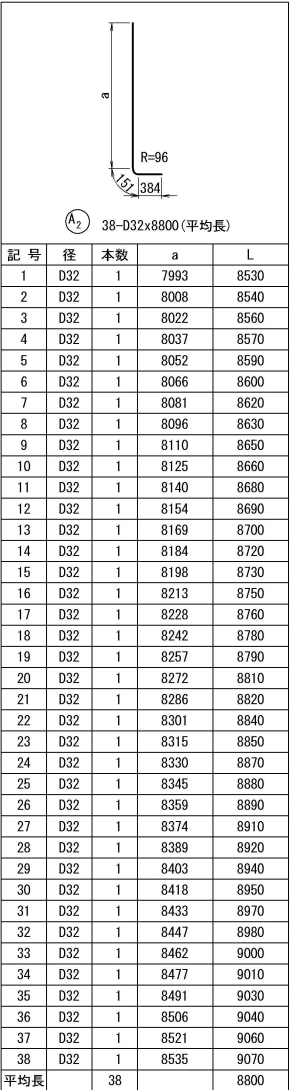 a
R=96
151
384
A2 38-D32x8800(平均長)
記 号 径 本数 a L
1 D32 1 7993 8530
2 D32 1 8008 8540
3 D32 1 8022 8560
4 D32 1 8037 8570
5 D32 1 8052 8590
6 D32 1 8066 8600
7 D32 1 8081 8620
8 D32 1 8096 8630
9 D32 1 8110 8650
10 D32 1 8125 8660
11 D32 1 8140 8680
12 D32 1 8154 8690
13 D32 1 8169 8700
14 D32 1 8184 8720
15 D32 1 8198 8730
16 D32 1 8213 8750
17 D32 1 8228 8760
18 D32 1 8242 8780
19 D32 1 8257 8790
20 D32 1 8272 8810
21 D32 1 8286 8820
22 D32 1 8301 8840
23 D32 1 8315 8850
24 D32 1 8330 8870
25 D32 1 8345 8880
26 D32 1 8359 8890
27 D32 1 8374 8910
28 D32 1 8389 8920
29 D32 1 8403 8940
30 D32 1 8418 8950
31 D32 1 8433 8970
32 D32 1 8447 8980
33 D32 1 8462 9000
34 D32 1 8477 9010
35 D32 1 8491 9030
36 D32 1 8506 9040
37 D32 1 8521 9060
38 D32 1 8535 9070
平均長 38 8800